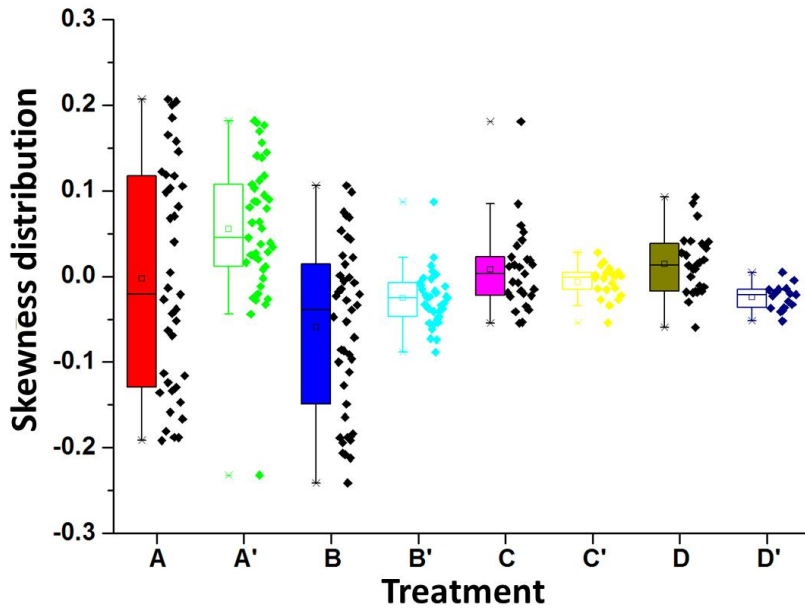 Skewness distribution
0.3
0.2
0.1
0.0
-0.1
-0.2
-0.3
A A' B B' C C' D D'
Treatment